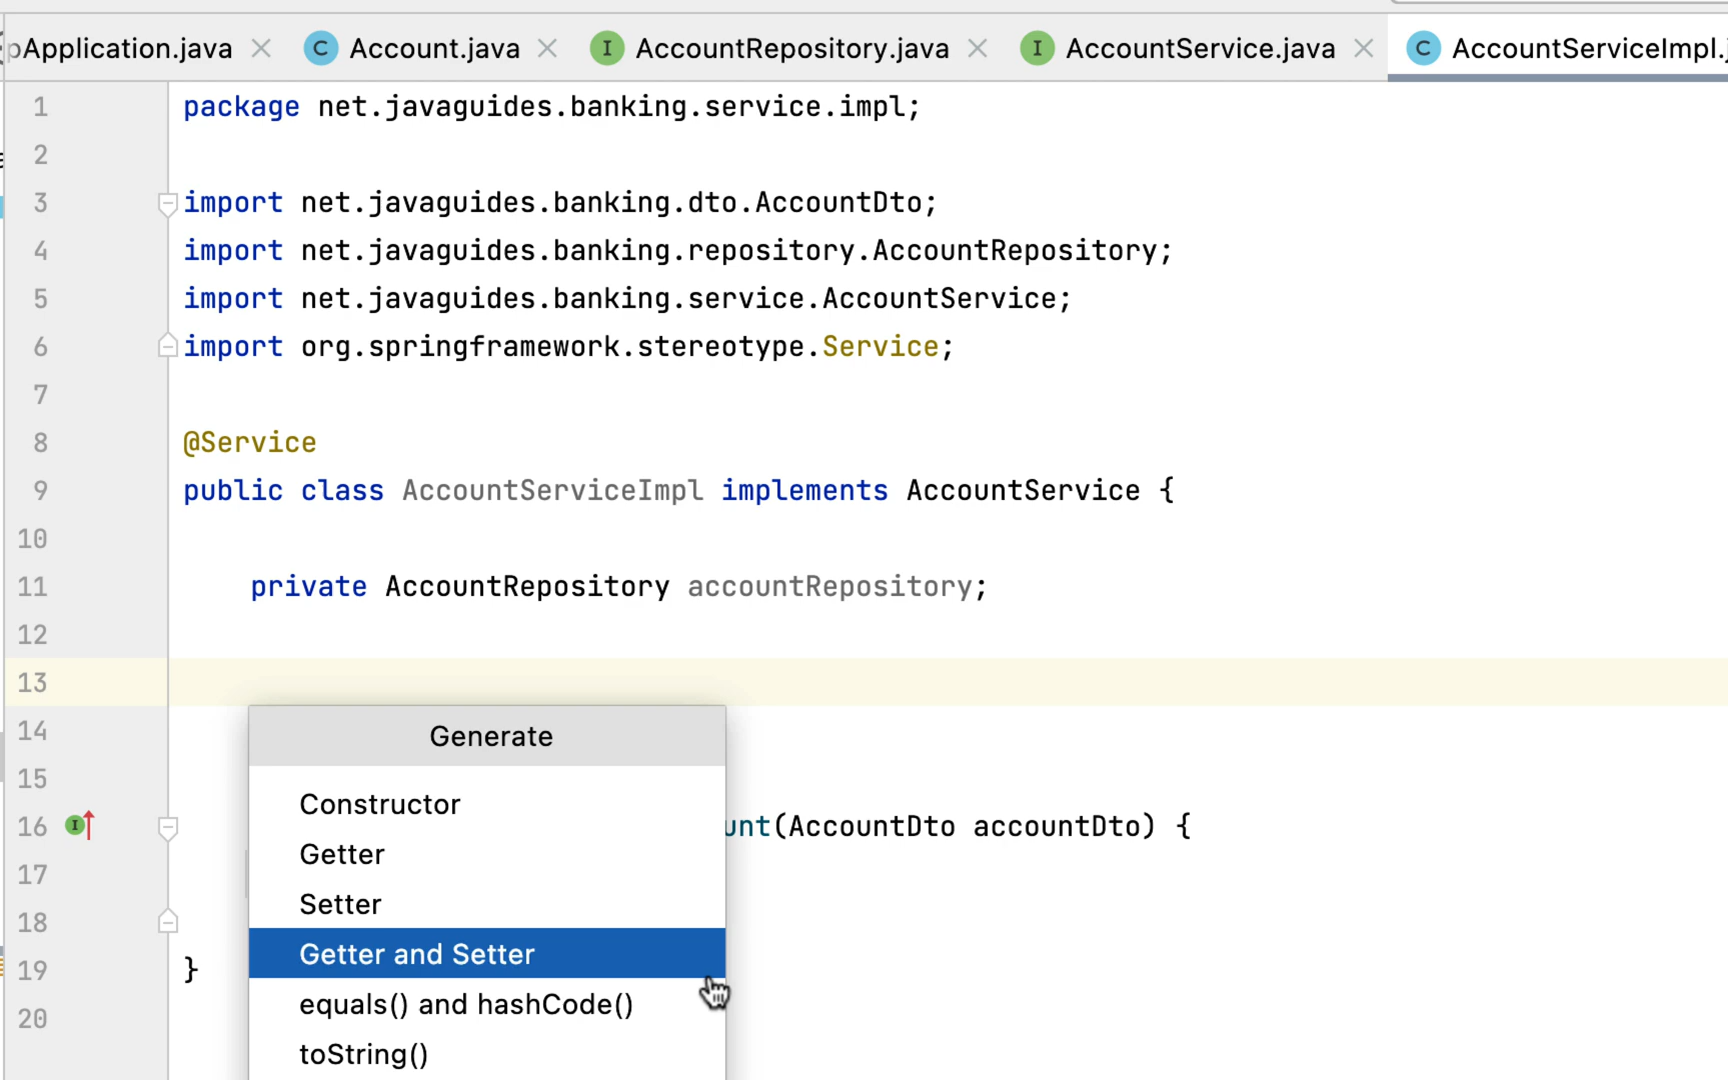 pApplication.java Account.java AccountRepository.java AccountService.java AccountServiceImpl.
1 package net.javaguides.banking.service.impl;
2
3 import net.javaguides.banking.dto.AccountDto;
4 import net.javaguides.banking.repository.AccountRepository;
5 import net.javaguides.banking.service.AccountService;
6 import org.springframework.stereotype.Service;
7
8 @Service
9 public class AccountServiceImpl implements AccountService {
10
11 private AccountRepository accountRepository;
12
13
14 Generate
15
Constructor
16 unt(AccountDto accountDto) {
Getter
17
Setter
18
Getter and Setter
19 }
equals() and hashCode()
20
toString()